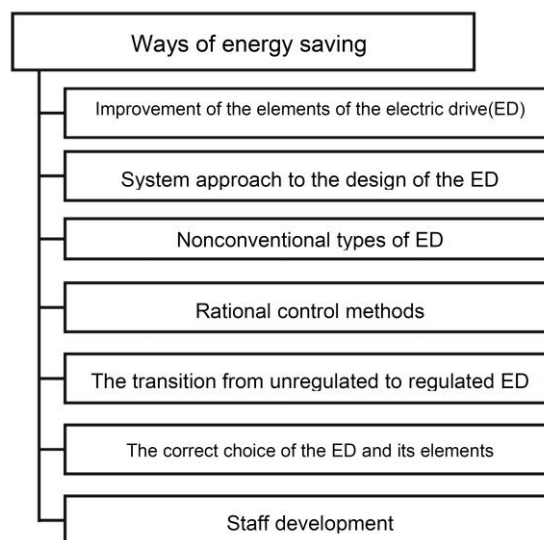 Ways of energy saving
Improvement of the elements of the electric drive(ED)
System approach to the design of the ED
Nonconventional types of ED
Rational control methods
The transition from unregulated to regulated ED
The correct choice of the ED and its elements
Staff development